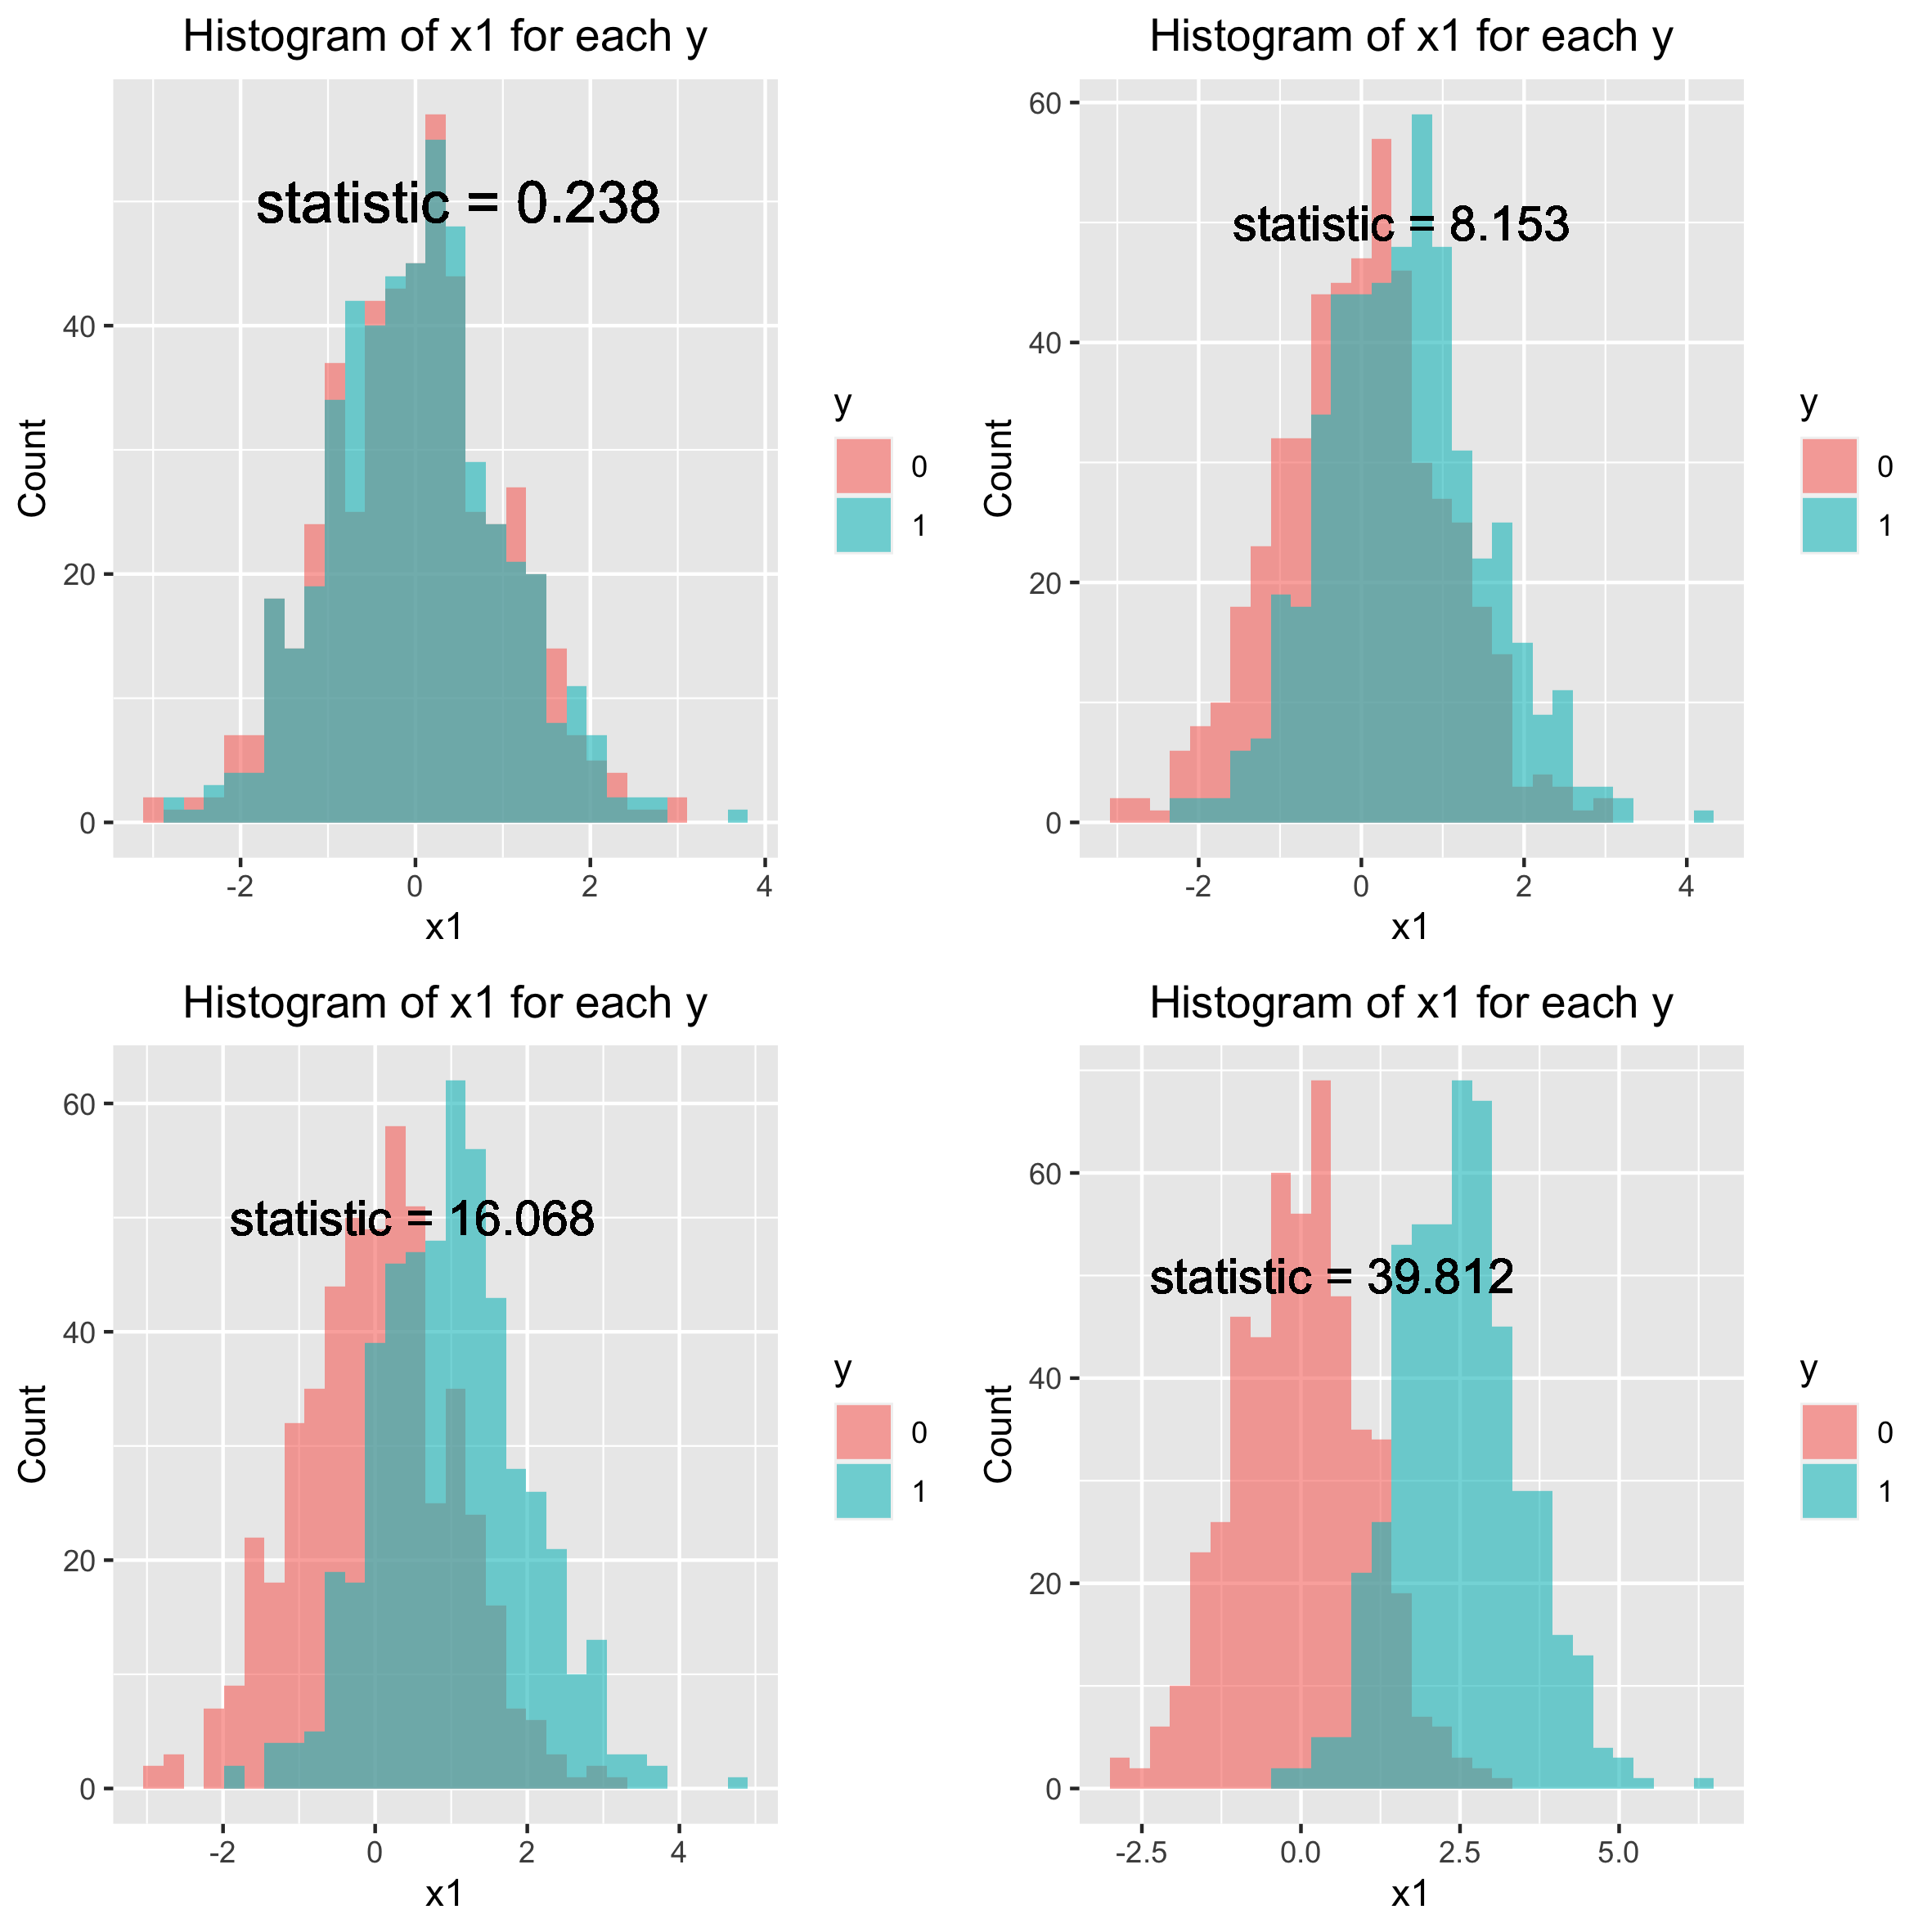 Histogram of x1 for each y
statistic = 0.238
40
20
0
-2 0 2 4
x1
Count
y
0
1
Histogram of x1 for each y
statistic = 8.153
60
40
20
0
-2 0 2 4
x1
Count
y
0
1
Histogram of x1 for each y
statistic = 16.068
60
40
20
0
-2 0 2 4
x1
Count
y
0
1
Histogram of x1 for each y
statistic = 39.812
60
40
20
0
-2.5 0.0 2.5 5.0
x1
Count
y
0
1